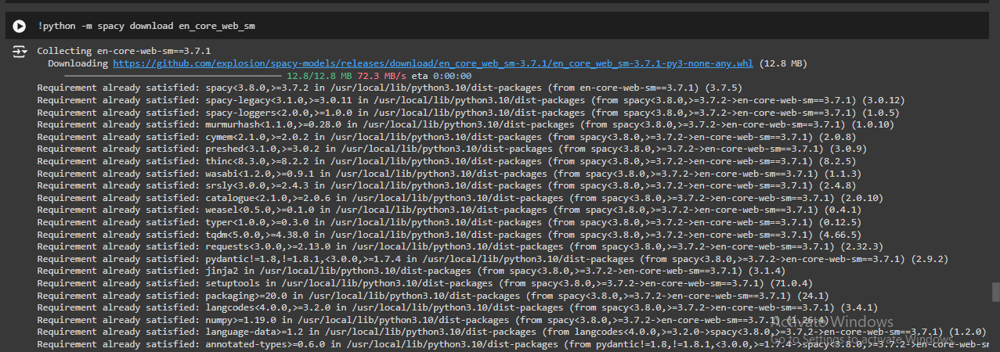 !python -m spacy download en_core_web_sm
Collecting en-core-web-sm==3.7.1
Downloading https://github.com/explosion/spacy-models/releases/download/en_core_web_sm-3.7.1/en_core_web_sm-3.7.1-py3-none-any.whl (12.8 MB)
12.8/12.8 MB 72.3 MB/s eta 0:00:00
Requirement already satisfied: spacy<3.8.0,>=3.7.2 in /usr/local/lib/python3.10/dist-packages (from en-core-web-sm==3.7.1) (3.7.5)
Requirement already satisfied: spacy-legacy<3.1.0,>=3.0.11 in /usr/local/lib/python3.10/dist-packages (from spacy<3.8.0,>=3.7.2->en-core-web-sm==3.7.1) (3.0.12)
Requirement already satisfied: spacy-loggers<2.0.0,>=1.0.0 in /usr/local/lib/python3.10/dist-packages (from spacy<3.8.0,>=3.7.2->en-core-web-sm==3.7.1) (1.0.5)
Requirement already satisfied: murmurhash<1.1.0,>=0.28.0 in /usr/local/lib/python3.10/dist-packages (from spacy<3.8.0,>=3.7.2->en-core-web-sm==3.7.1) (1.0.10)
Requirement already satisfied: cymem<2.1.0,>=2.0.2 in /usr/local/lib/python3.10/dist-packages (from spacy<3.8.0,>=3.7.2->en-core-web-sm==3.7.1) (2.0.8)
Requirement already satisfied: preshed<3.1.0,>=3.0.2 in /usr/local/lib/python3.10/dist-packages (from spacy<3.8.0,>=3.7.2->en-core-web-sm==3.7.1) (3.0.9)
Requirement already satisfied: thinc<8.3.0,>=8.2.2 in /usr/local/lib/python3.10/dist-packages (from spacy<3.8.0,>=3.7.2->en-core-web-sm==3.7.1) (8.2.5)
Requirement already satisfied: wasabi<1.2.0,>=0.9.1 in /usr/local/lib/python3.10/dist-packages (from spacy<3.8.0,>=3.7.2->en-core-web-sm==3.7.1) (1.1.3)
Requirement already satisfied: srsly<3.0.0,>=2.4.3 in /usr/local/lib/python3.10/dist-packages (from spacy<3.8.0,>=3.7.2->en-core-web-sm==3.7.1) (2.4.8)
Requirement already satisfied: catalogue<2.1.0,>=2.0.6 in /usr/local/lib/python3.10/dist-packages (from spacy<3.8.0,>=3.7.2->en-core-web-sm==3.7.1) (2.0.10)
Requirement already satisfied: weasel<0.5.0,>=0.1.0 in /usr/local/lib/python3.10/dist-packages (from spacy<3.8.0,>=3.7.2->en-core-web-sm==3.7.1) (0.4.1)
Requirement already satisfied: typer<1.0.0,>=0.3.0 in /usr/local/lib/python3.10/dist-packages (from spacy<3.8.0,>=3.7.2->en-core-web-sm==3.7.1) (0.12.5)
Requirement already satisfied: tqdm<5.0.0,>=4.38.0 in /usr/local/lib/python3.10/dist-packages (from spacy<3.8.0,>=3.7.2->en-core-web-sm==3.7.1) (4.66.5)
Requirement already satisfied: requests<3.0.0,>=2.13.0 in /usr/local/lib/python3.10/dist-packages (from spacy<3.8.0,>=3.7.2->en-core-web-sm==3.7.1) (2.32.3)
Requirement already satisfied: pydantic!=1.8,!=1.8.1,<3.0.0,>=1.7.4 in /usr/local/lib/python3.10/dist-packages (from spacy<3.8.0,>=3.7.2->en-core-web-sm==3.7.1) (2.9.2)
Requirement already satisfied: jinja2 in /usr/local/lib/python3.10/dist-packages (from spacy<3.8.0,>=3.7.2->en-core-web-sm==3.7.1) (3.1.4)
Requirement already satisfied: setuptools in /usr/local/lib/python3.10/dist-packages (from spacy<3.8.0,>=3.7.2->en-core-web-sm==3.7.1) (71.0.4)
Requirement already satisfied: packaging>=20.0 in /usr/local/lib/python3.10/dist-packages (from spacy<3.8.0,>=3.7.2->en-core-web-sm==3.7.1) (24.1)
Requirement already satisfied: langcodes<4.0.0,>=3.2.0 in /usr/local/lib/python3.10/dist-packages (from spacy<3.8.0,>=3.7.2->en-core-web-sm==3.7.1) (3.4.1)
Requirement already satisfied: numpy>=1.19.0 in /usr/local/lib/python3.10/dist-packages (from spacy<3.8.0,>=3.7.2->en-core-web-sm==3.7.1) (1.26.4)
Activate Windows
Requirement already satisfied: language-data>=1.2 in /usr/local/lib/python3.10/dist-packages (from langcodes<4.0.0,>=3.2.0->spacy<3.8.0,>=3.7.2->en-core-web-sm==3.7.1) (1.2.0)
Go to Settings to activate Windows.
Requirement already satisfied: annotated-types>=0.6.0 in /usr/local/lib/python3.10/dist-packages (from pydantic!=1.8,!=1.8.1,<3.0.0,>=1.7.4->spacy<3.8.0,>=3.7.2->en-core-web-sm